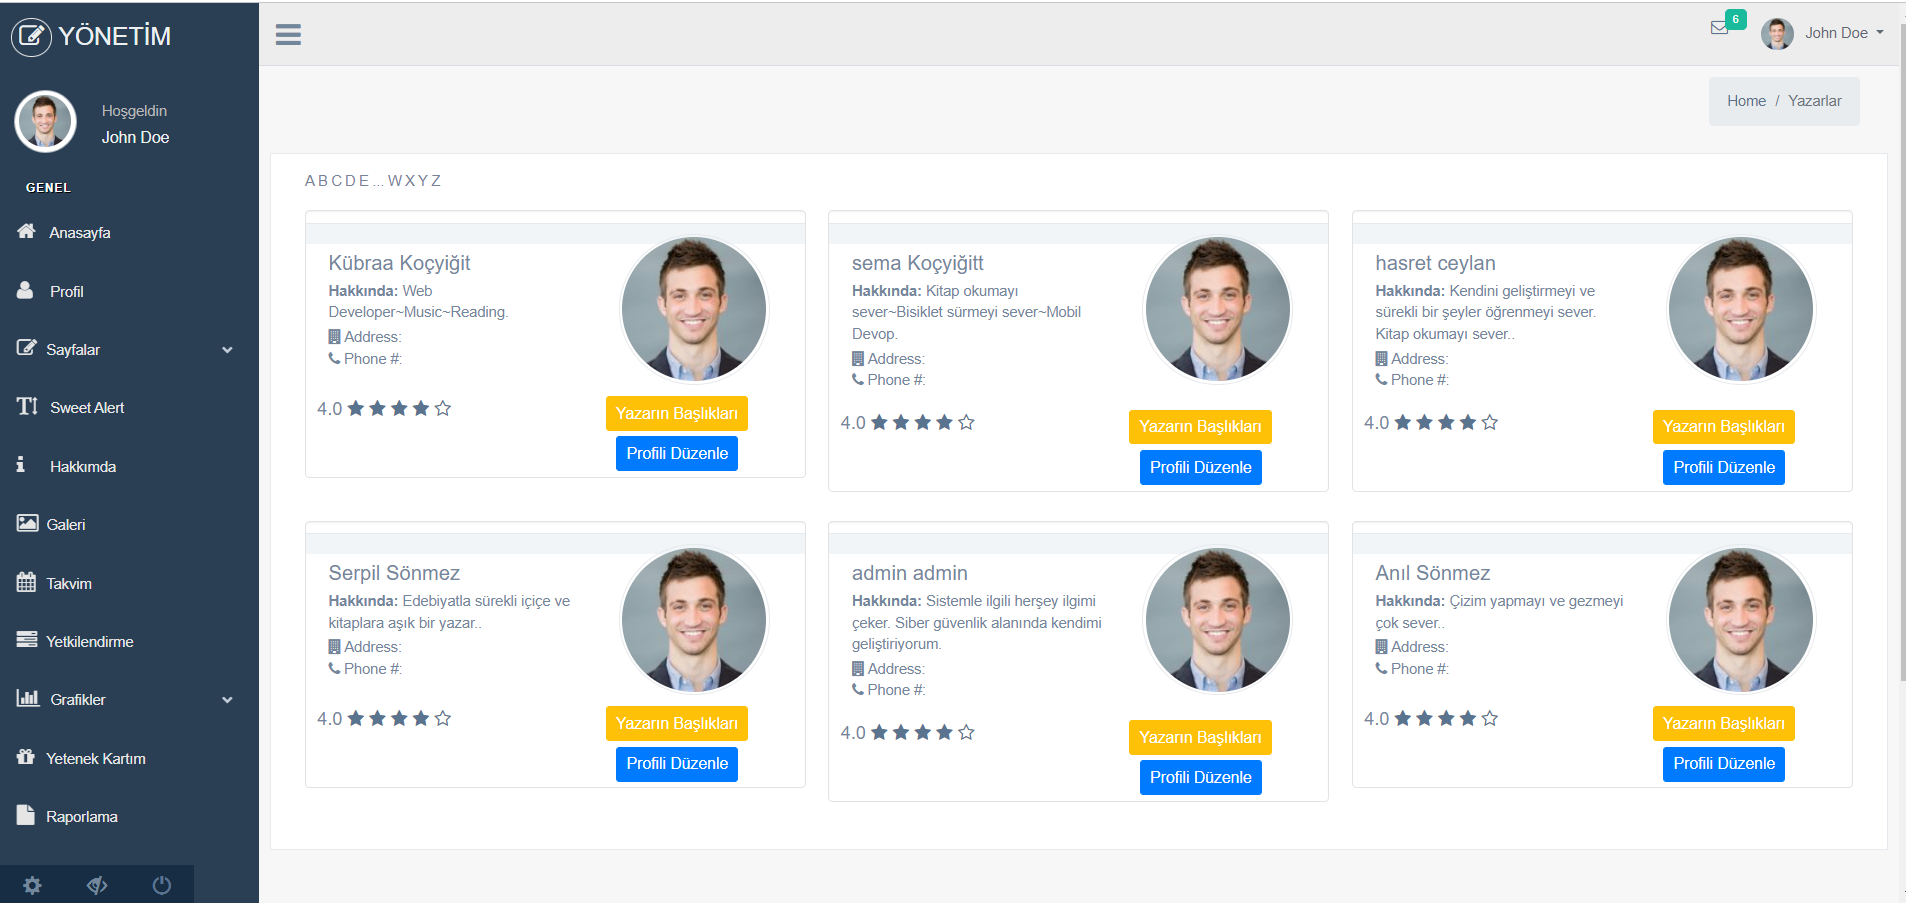 YÖNETİM
Hoşgeldin
John Doe
GENEL
Anasayfa
Profil
Sayfalar
Sweet Alert
Hakkımda
Galeri
Takvim
Yetkilendirme
Grafikler
Yetenek Kartım
Raporlama
6
John Doe
Home / Yazarlar
A B C D E ... W X Y Z
Kübraa Koçyiğit
Hakkında: Web
Developer~Music~Reading.
Address:
Phone #:
4.0
Yazarın Başlıkları
Profili Düzenle
sema Koçyiğitt
Hakkında: Kitap okumayı
sever~Bisiklet sürmeyi sever~Mobil
Devop.
Address:
Phone #:
4.0
Yazarın Başlıkları
Profili Düzenle
hasret ceylan
Hakkında: Kendini geliştirmeyi ve
sürekli bir şeyler öğrenmeyi sever.
Kitap okumayı sever..
Address:
Phone #:
4.0
Yazarın Başlıkları
Profili Düzenle
Serpil Sönmez
Hakkında: Edebiyatla sürekli içiçe ve
kitaplara aşık bir yazar..
Address:
Phone #:
4.0
Yazarın Başlıkları
Profili Düzenle
admin admin
Hakkında: Sistemle ilgili herşey ilgimi
çeker. Siber güvenlik alanında kendimi
geliştiriyorum.
Address:
Phone #:
4.0
Yazarın Başlıkları
Profili Düzenle
Anıl Sönmez
Hakkında: Çizim yapmayı ve gezmeyi
çok sever..
Address:
Phone #:
4.0
Yazarın Başlıkları
Profili Düzenle